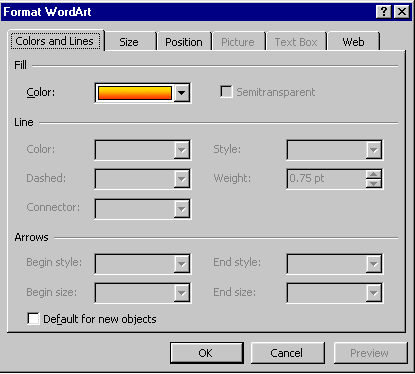 Format WordArt
Colors and Lines Size Position Picture Text Box Web
Fill
Color: Semitransparent
Line
Color: Style:
Dashed: Weight: 0.75 pt
Connector:
Arrows
Begin style: End style:
Begin size: End size:
Default for new objects
OK Cancel Preview